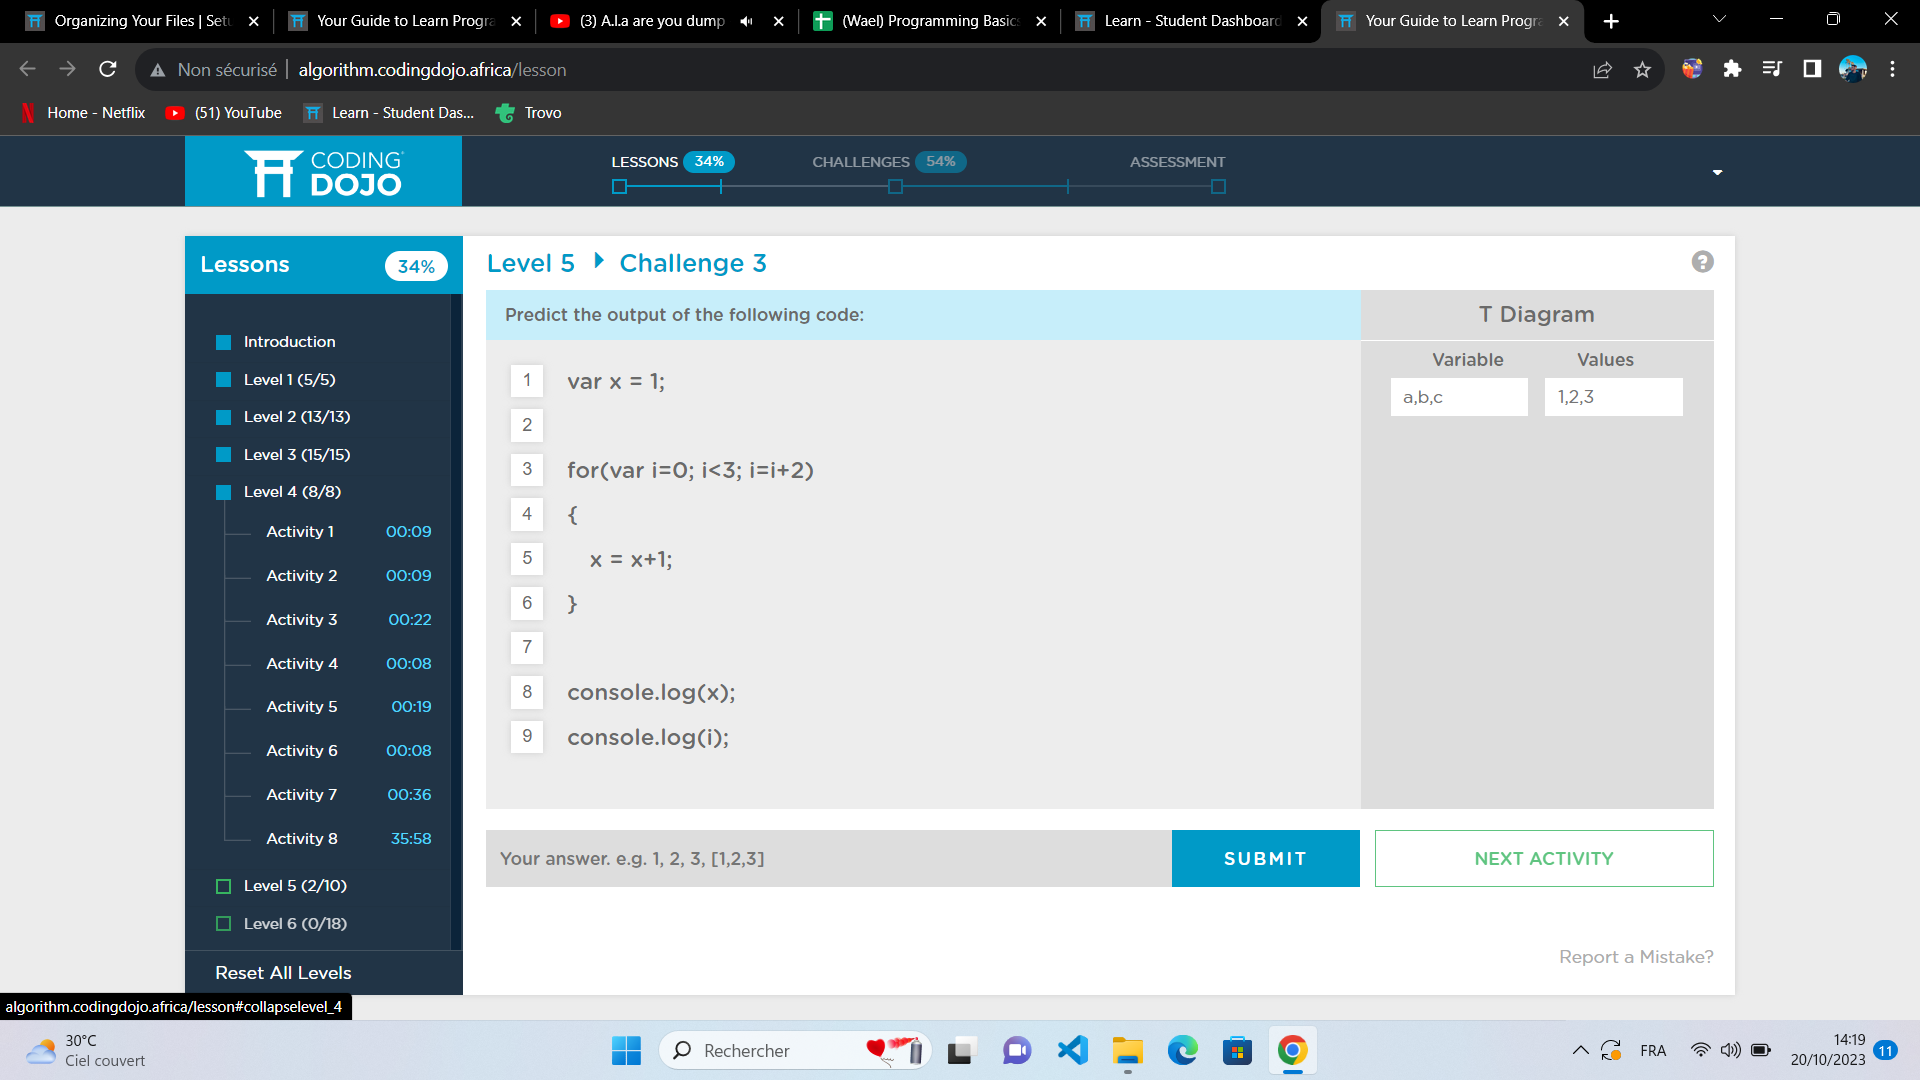 Organizing Your Files | Setu
Your Guide to Learn Progra
(3) A.l.a are you dump
(Wael) Programming Basics
Learn - Student Dashboard
Your Guide to Learn Progra
Non sécurisé
algorithm.codingdojo.africa/lesson
Home - Netflix
(51) YouTube
Learn - Student Das...
Trovo
CODING
DOJO
LESSONS 34%
CHALLENGES 54%
ASSESSMENT
Lessons 34%
Introduction
Level 1 (5/5)
Level 2 (13/13)
Level 3 (15/15)
Level 4 (8/8)
Activity 1 00:09
Activity 2 00:09
Activity 3 00:22
Activity 4 00:08
Activity 5 00:19
Activity 6 00:08
Activity 7 00:36
Activity 8 35:58
Level 5 (2/10)
Level 6 (0/18)
Reset All Levels
algorithm.codingdojo.africa/lesson#collapselevel_4
Level 5 Challenge 3
?
Predict the output of the following code:
1 var x = 1;
2
3 for(var i=0; i<3; i=i+2)
4 {
5 x = x+1;
6 }
7
8 console.log(x);
9 console.log(i);
T Diagram
Variable Values
a,b,c 1,2,3
Your answer. e.g. 1, 2, 3, [1,2,3]
SUBMIT
NEXT ACTIVITY
Report a Mistake?
30°C
Ciel couvert
Rechercher
FRA
14:19
20/10/2023
11